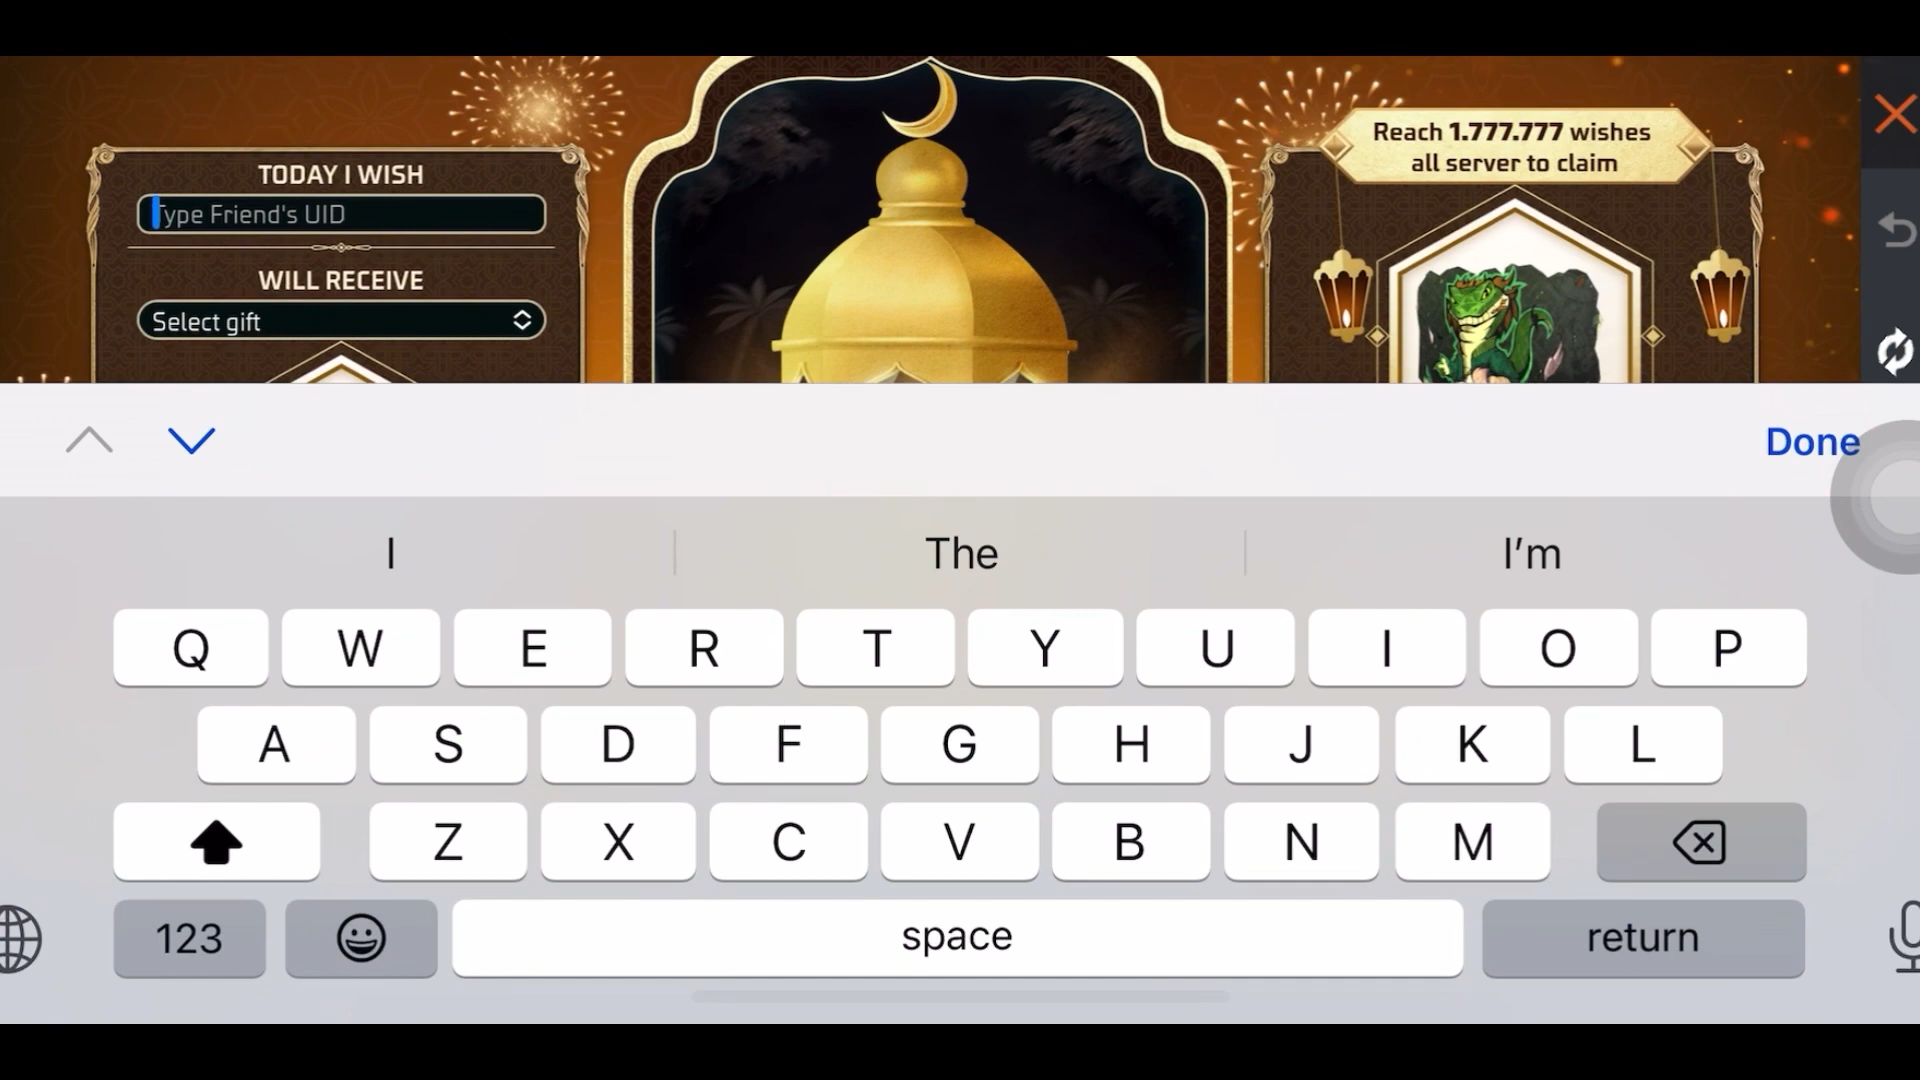 Reach 1.777.777 wishes
all server to claim
TODAY I WISH
Type Friend's UID
WILL RECEIVE
Select gift
Done
I
The
I'm
Q W E R T Y U I O P
A S D F G H J K L
Z X C V B N M
123
space
return